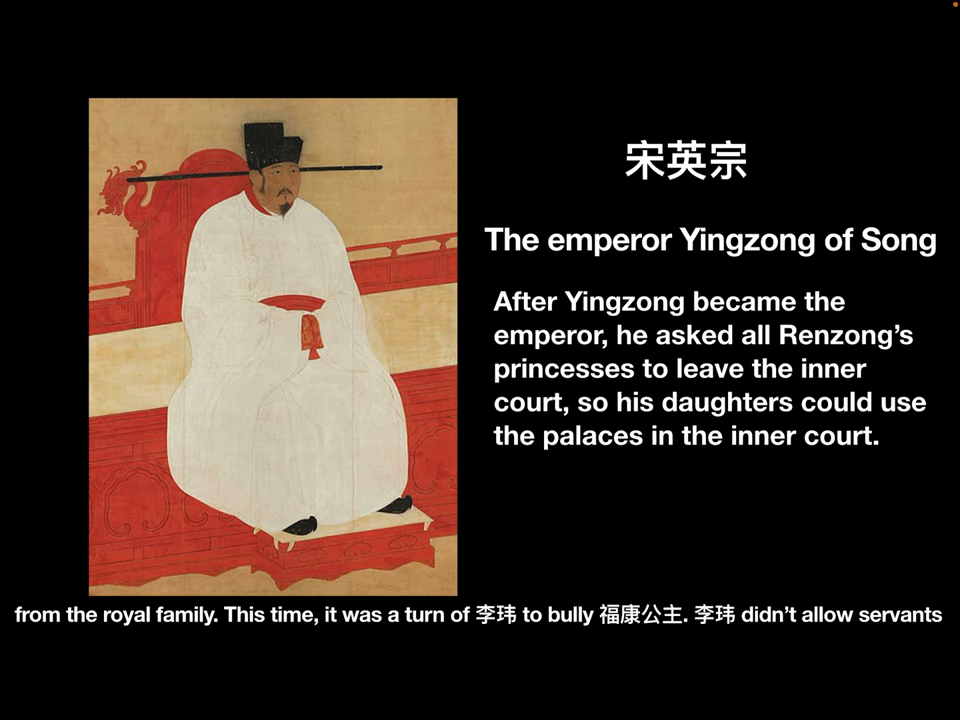 宋英宗
The emperor Yingzong of Song
After Yingzong became the
emperor, he asked all Renzong’s
princesses to leave the inner
court, so his daughters could use
the palaces in the inner court.
from the royal family. This time, it was a turn of 李玮 to bully 福康公主. 李玮 didn’t allow servants